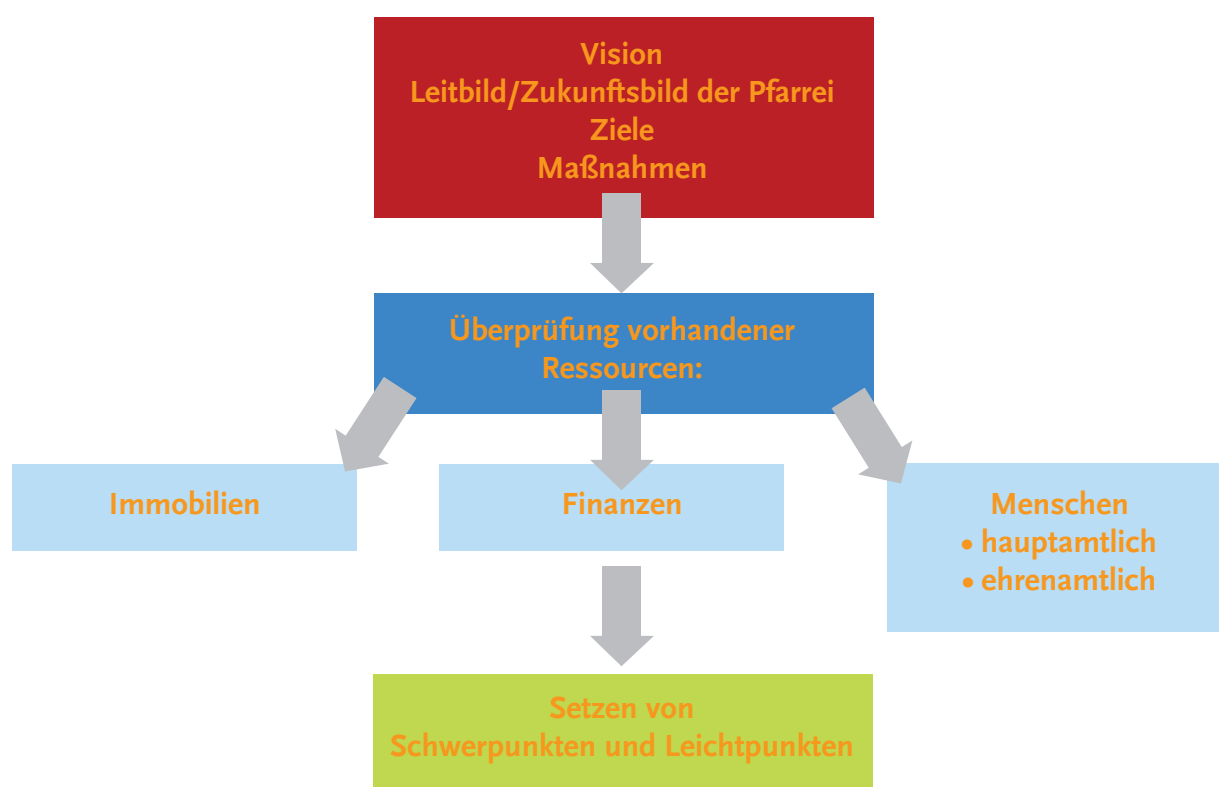 Vision
Leitbild/Zukunftsbild der Pfarrei
Ziele
Maßnahmen
Überprüfung vorhandener
Ressourcen:
Immobilien
Finanzen
Menschen
• hauptamtlich
• ehrenamtlich
Setzen von
Schwerpunkten und Leichtpunkten